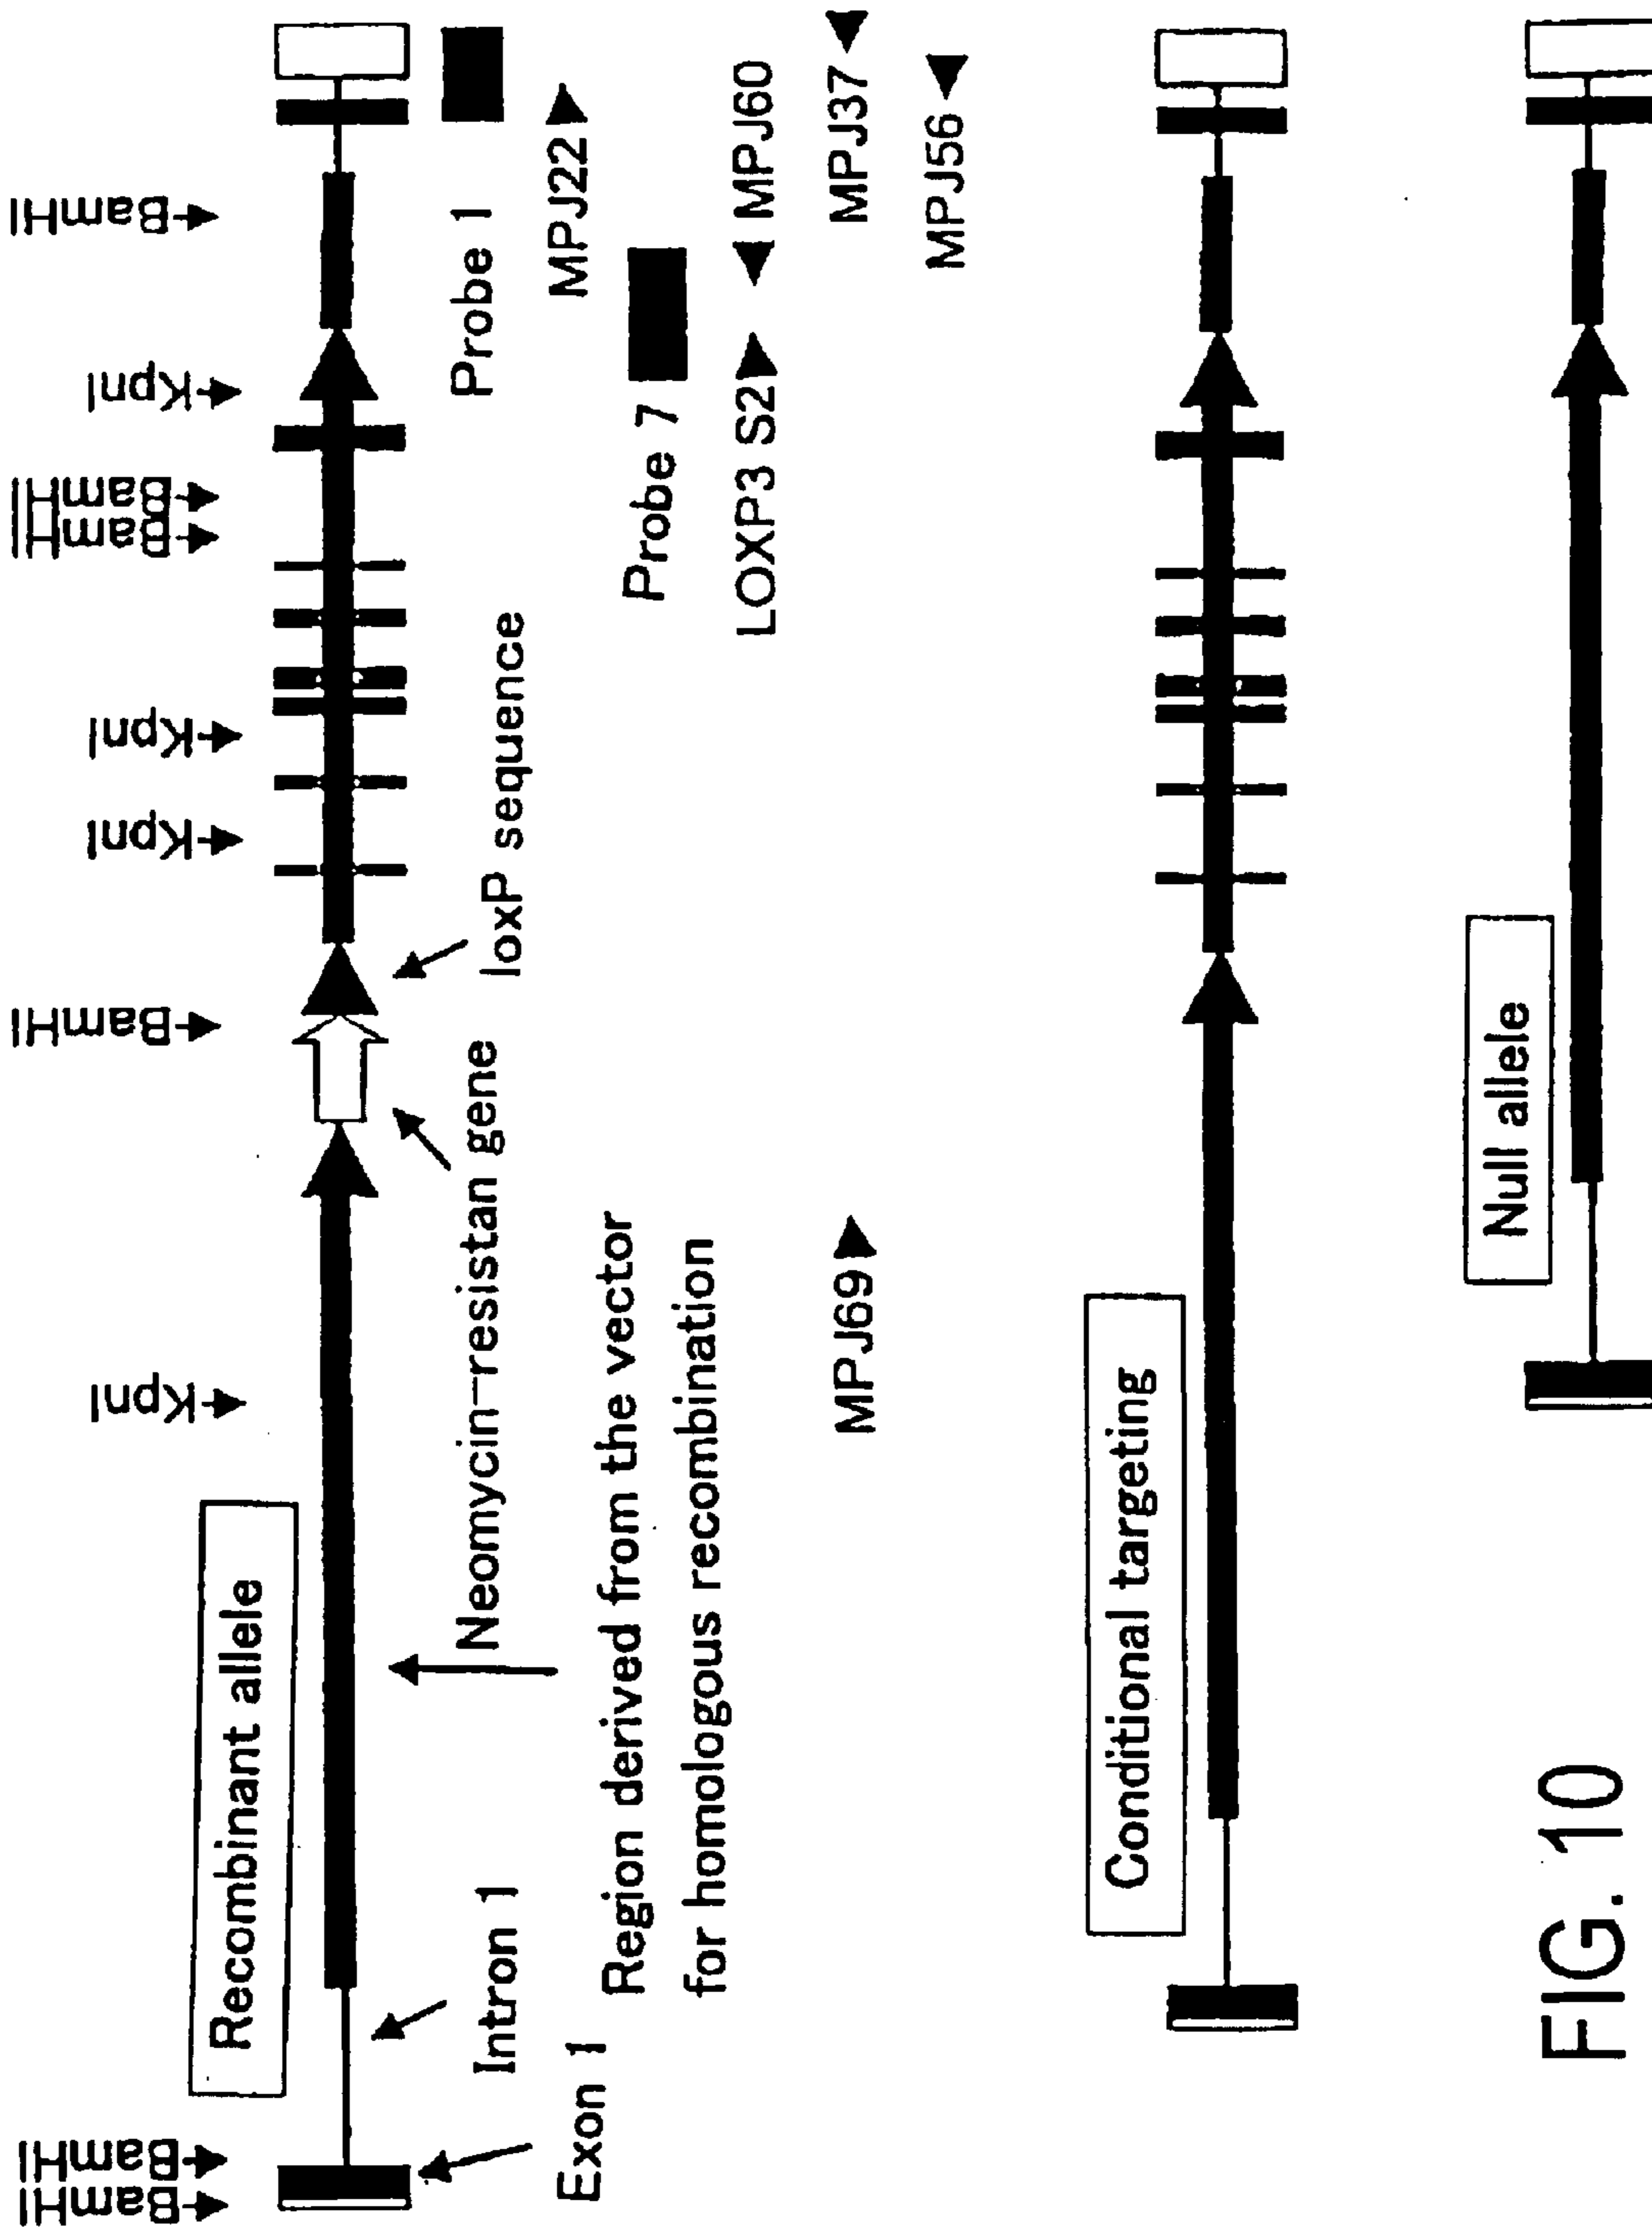 BamHI
BamHI
KpnI
BamHI
KpnI
KpnI
BamHI
BamHI
KpnI
BamHI
Recombinant allele
Exon 1
Intron 1
Neomycin-resistan gene
loxP sequence
Probe 1
Region derived from the vector
for homologous recombination
MPJ22
Probe 7
LOXP3 S2
MPJ60
MPJ69
MPJ37
MPJ56
Conditional targeting
Null allele
FIG. 10